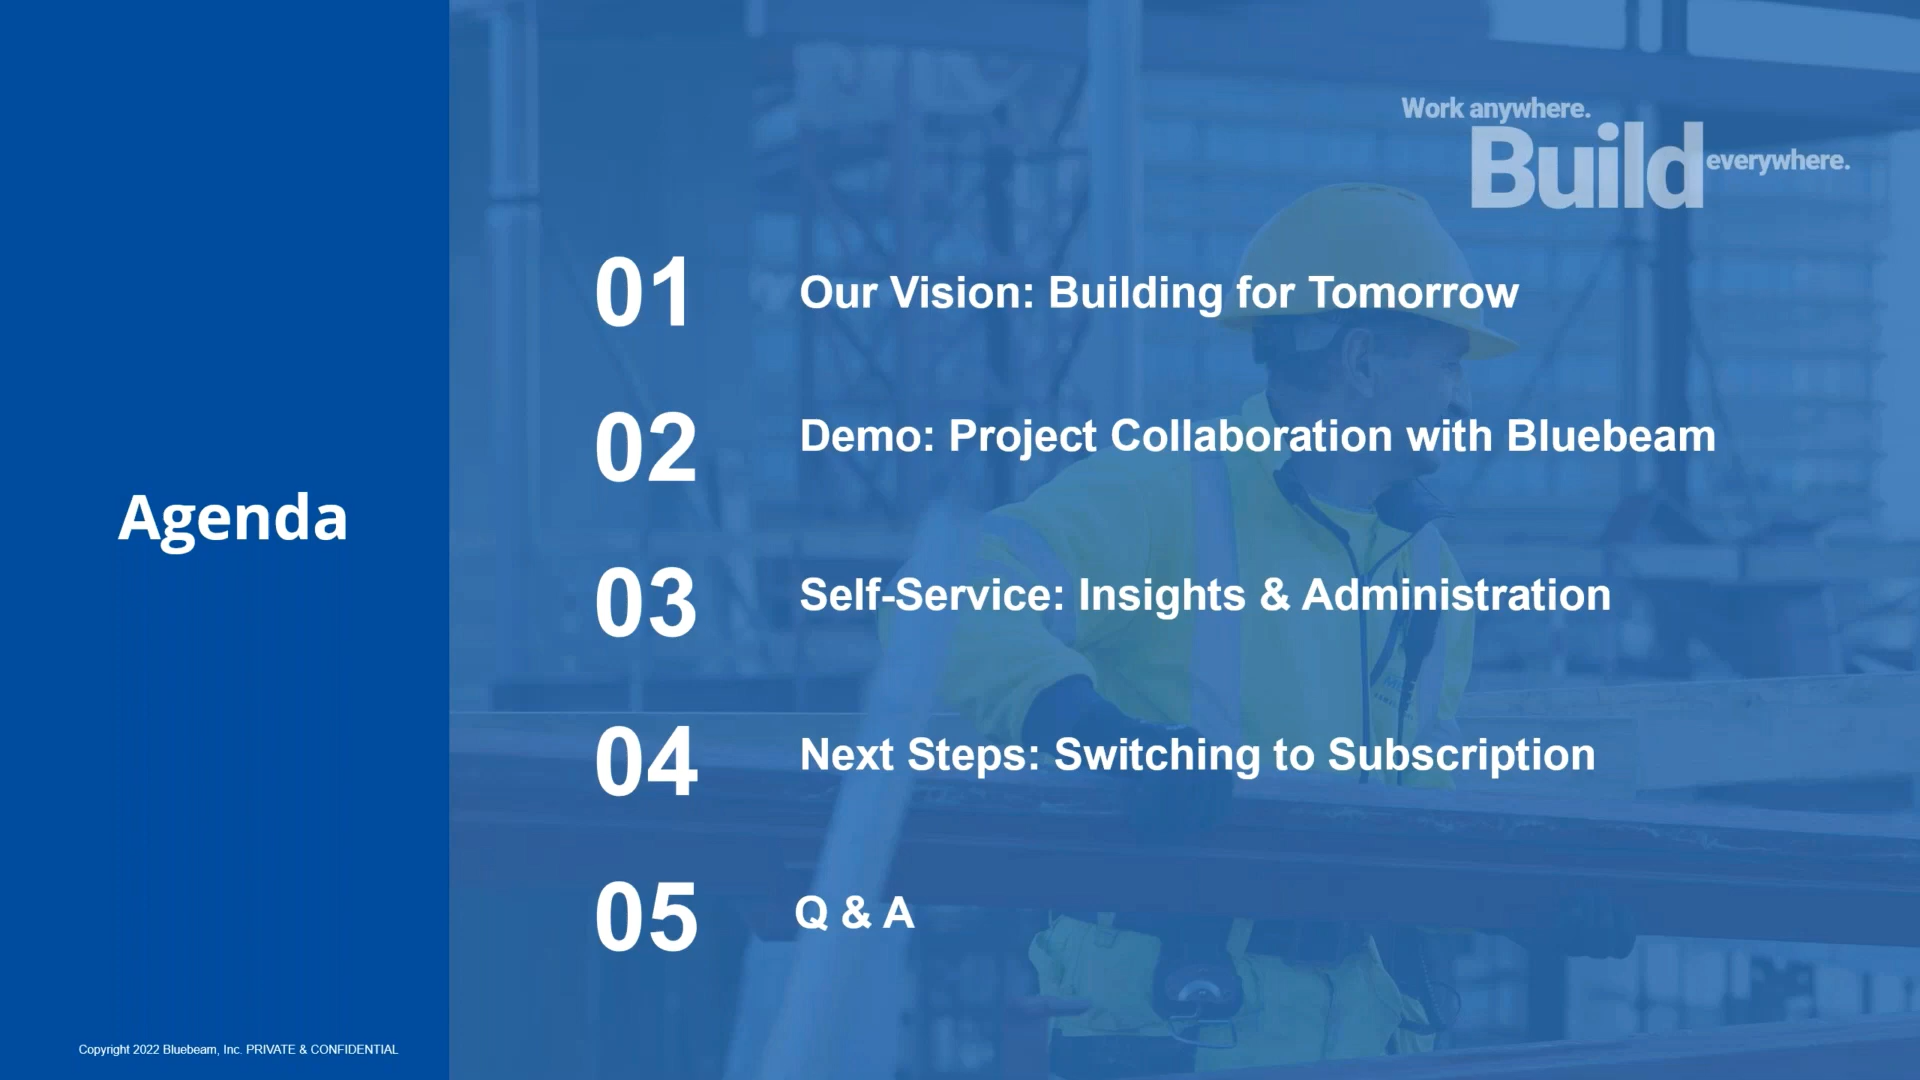 Work anywhere.
Build everywhere.
Agenda
01 Our Vision: Building for Tomorrow
02 Demo: Project Collaboration with Bluebeam
03 Self-Service: Insights & Administration
04 Next Steps: Switching to Subscription
05 Q & A
Copyright 2022 Bluebeam, Inc. PRIVATE & CONFIDENTIAL